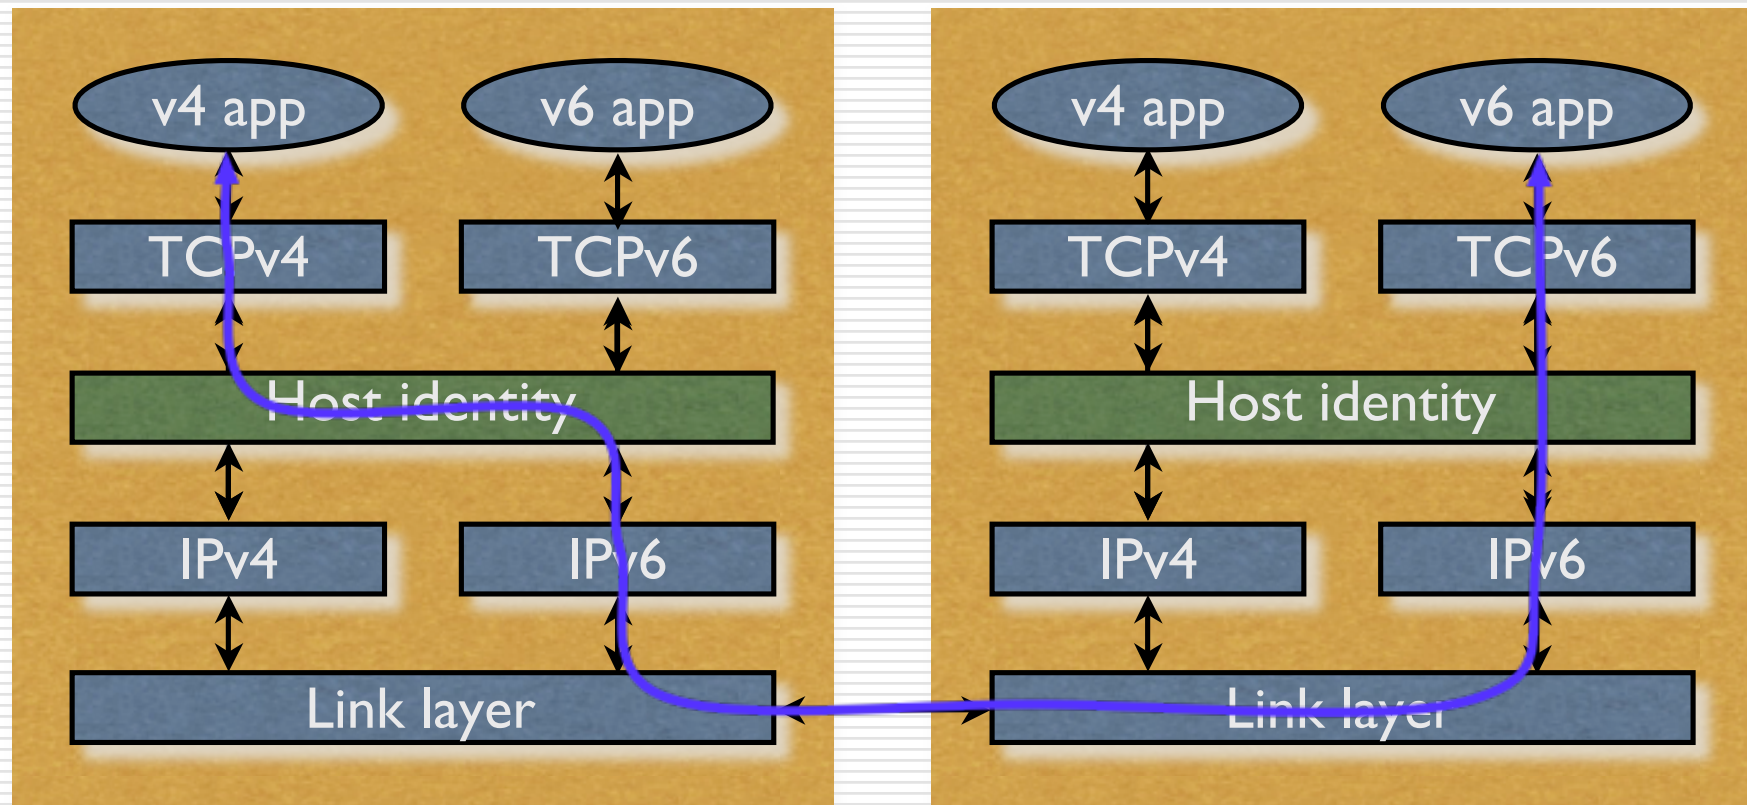 v4 app
v6 app
TCPv4
TCPv6
Host identity
IPv4
IPv6
Link layer
v4 app
v6 app
TCPv4
TCPv6
Host identity
IPv4
IPv6
Link layer